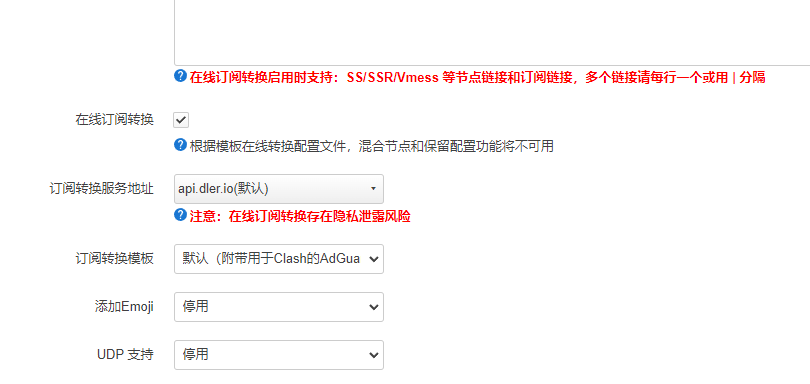 在线订阅转换启用时支持：SS/SSR/Vmess 等节点链接和订阅链接，多个链接请每行一个或用 | 分隔
在线订阅转换
根据模板在线转换配置文件，混合节点和保留配置功能将不可用
订阅转换服务地址 api.dler.io(默认)
注意：在线订阅转换存在隐私泄露风险
订阅转换模板 默认（附带用于Clash的AdGua
添加Emoji 停用
UDP 支持 停用